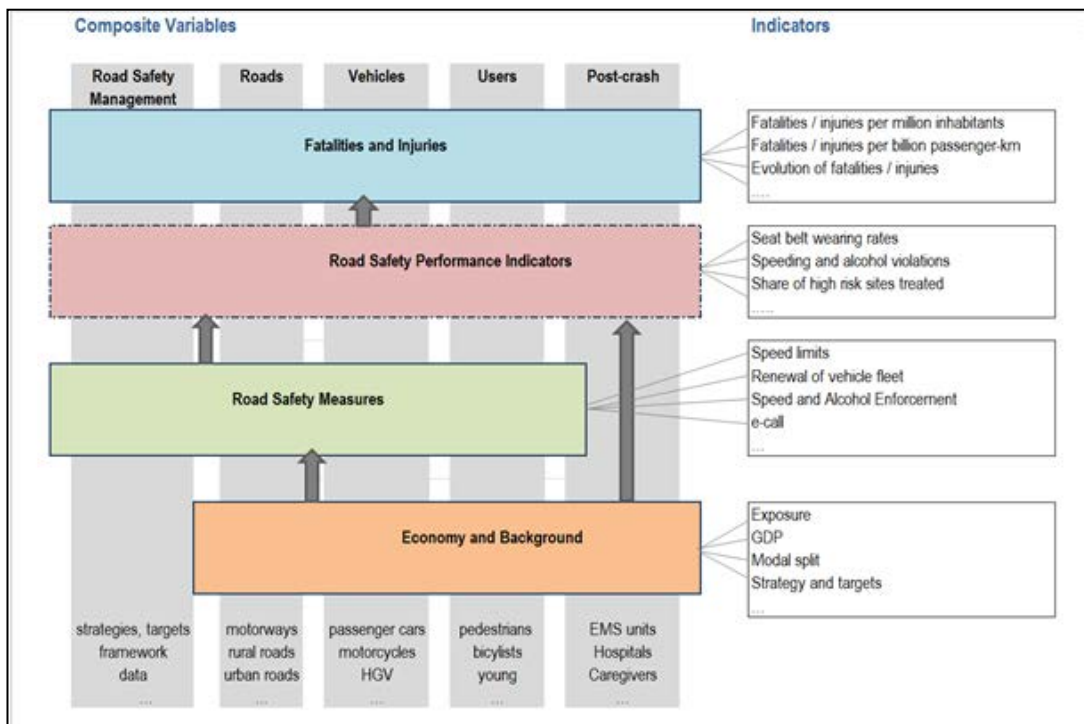 Composite Variables
Indicators
Road Safety
Management
Roads
Vehicles
Users
Post-crash
Fatalities and Injuries
Fatalities / injuries per million inhabitants
Fatalities / injuries per billion passenger-km
Evolution of fatalities / injuries
....
Road Safety Performance Indicators
Seat belt wearing rates
Speeding and alcohol violations
Share of high risk sites treated
.....
Road Safety Measures
Speed limits
Renewal of vehicle fleet
Speed and Alcohol Enforcement
e-call
...
Economy and Background
Exposure
GDP
Modal split
Strategy and targets
...
strategies, targets
framework
data
...
motorways
rural roads
urban roads
...
passenger cars
motorcycles
HGV
...
pedestrians
bicylists
young
...
EMS units
Hospitals
Caregivers
...